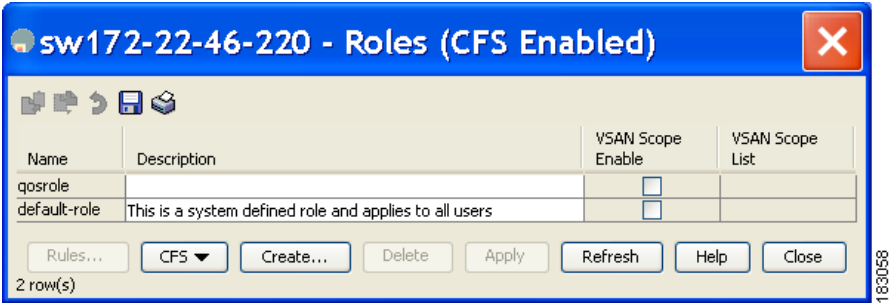 sw172-22-46-220 - Roles (CFS Enabled)
Name Description VSAN Scope Enable VSAN Scope List
qosrole
default-role This is a system defined role and applies to all users
Rules... CFS Create... Delete Apply Refresh Help Close
2 row(s)
183058